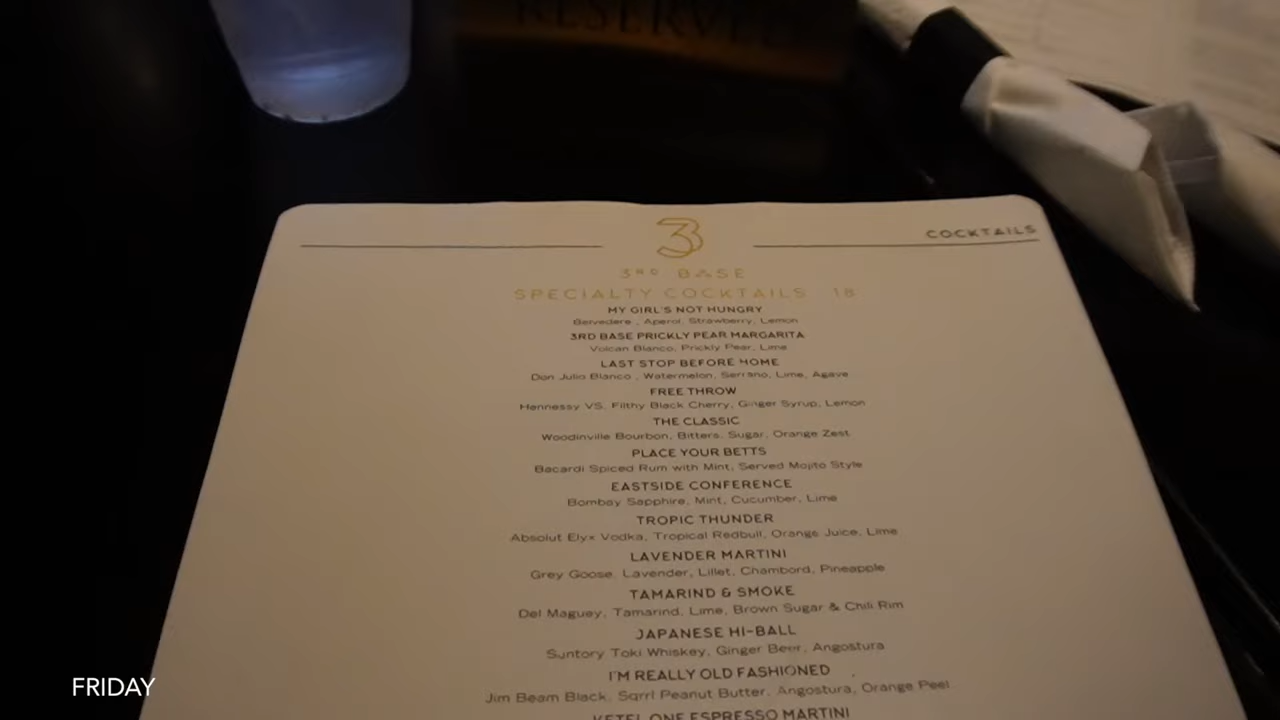 RESERVED
3
COCKTAILS
3RD BASE
SPECIALTY COCKTAILS 18
MY GIRL'S NOT HUNGRY
Belvedere , Aperol, Strawberry, Lemon
3RD BASE PRICKLY PEAR MARGARITA
Volcan Blanco, Prickly Pear, Lime
LAST STOP BEFORE HOME
Don Julio Blanco , Watermelon, Serrano, Lime, Agave
FREE THROW
Hennessy VS, Filthy Black Cherry, Ginger Syrup, Lemon
THE CLASSIC
Woodinville Bourbon, Bitters, Sugar, Orange Zest
PLACE YOUR BETTS
Bacardi Spiced Rum with Mint, Served Mojito Style
EASTSIDE CONFERENCE
Bombay Sapphire, Mint, Cucumber, Lime
TROPIC THUNDER
Absolut Elyx Vodka, Tropical Redbull, Orange Juice, Lime
LAVENDER MARTINI
Grey Goose, Lavender, Lillet, Chambord, Pineapple
TAMARIND & SMOKE
Del Maguey, Tamarind, Lime, Brown Sugar & Chili Rim
JAPANESE HI-BALL
Suntory Toki Whiskey, Ginger Beer, Angostura
I'M REALLY OLD FASHIONED
Jim Beam Black, Sqrrl Peanut Butter, Angostura, Orange Peel
KETEL ONE ESPRESSO MARTINI
FRIDAY